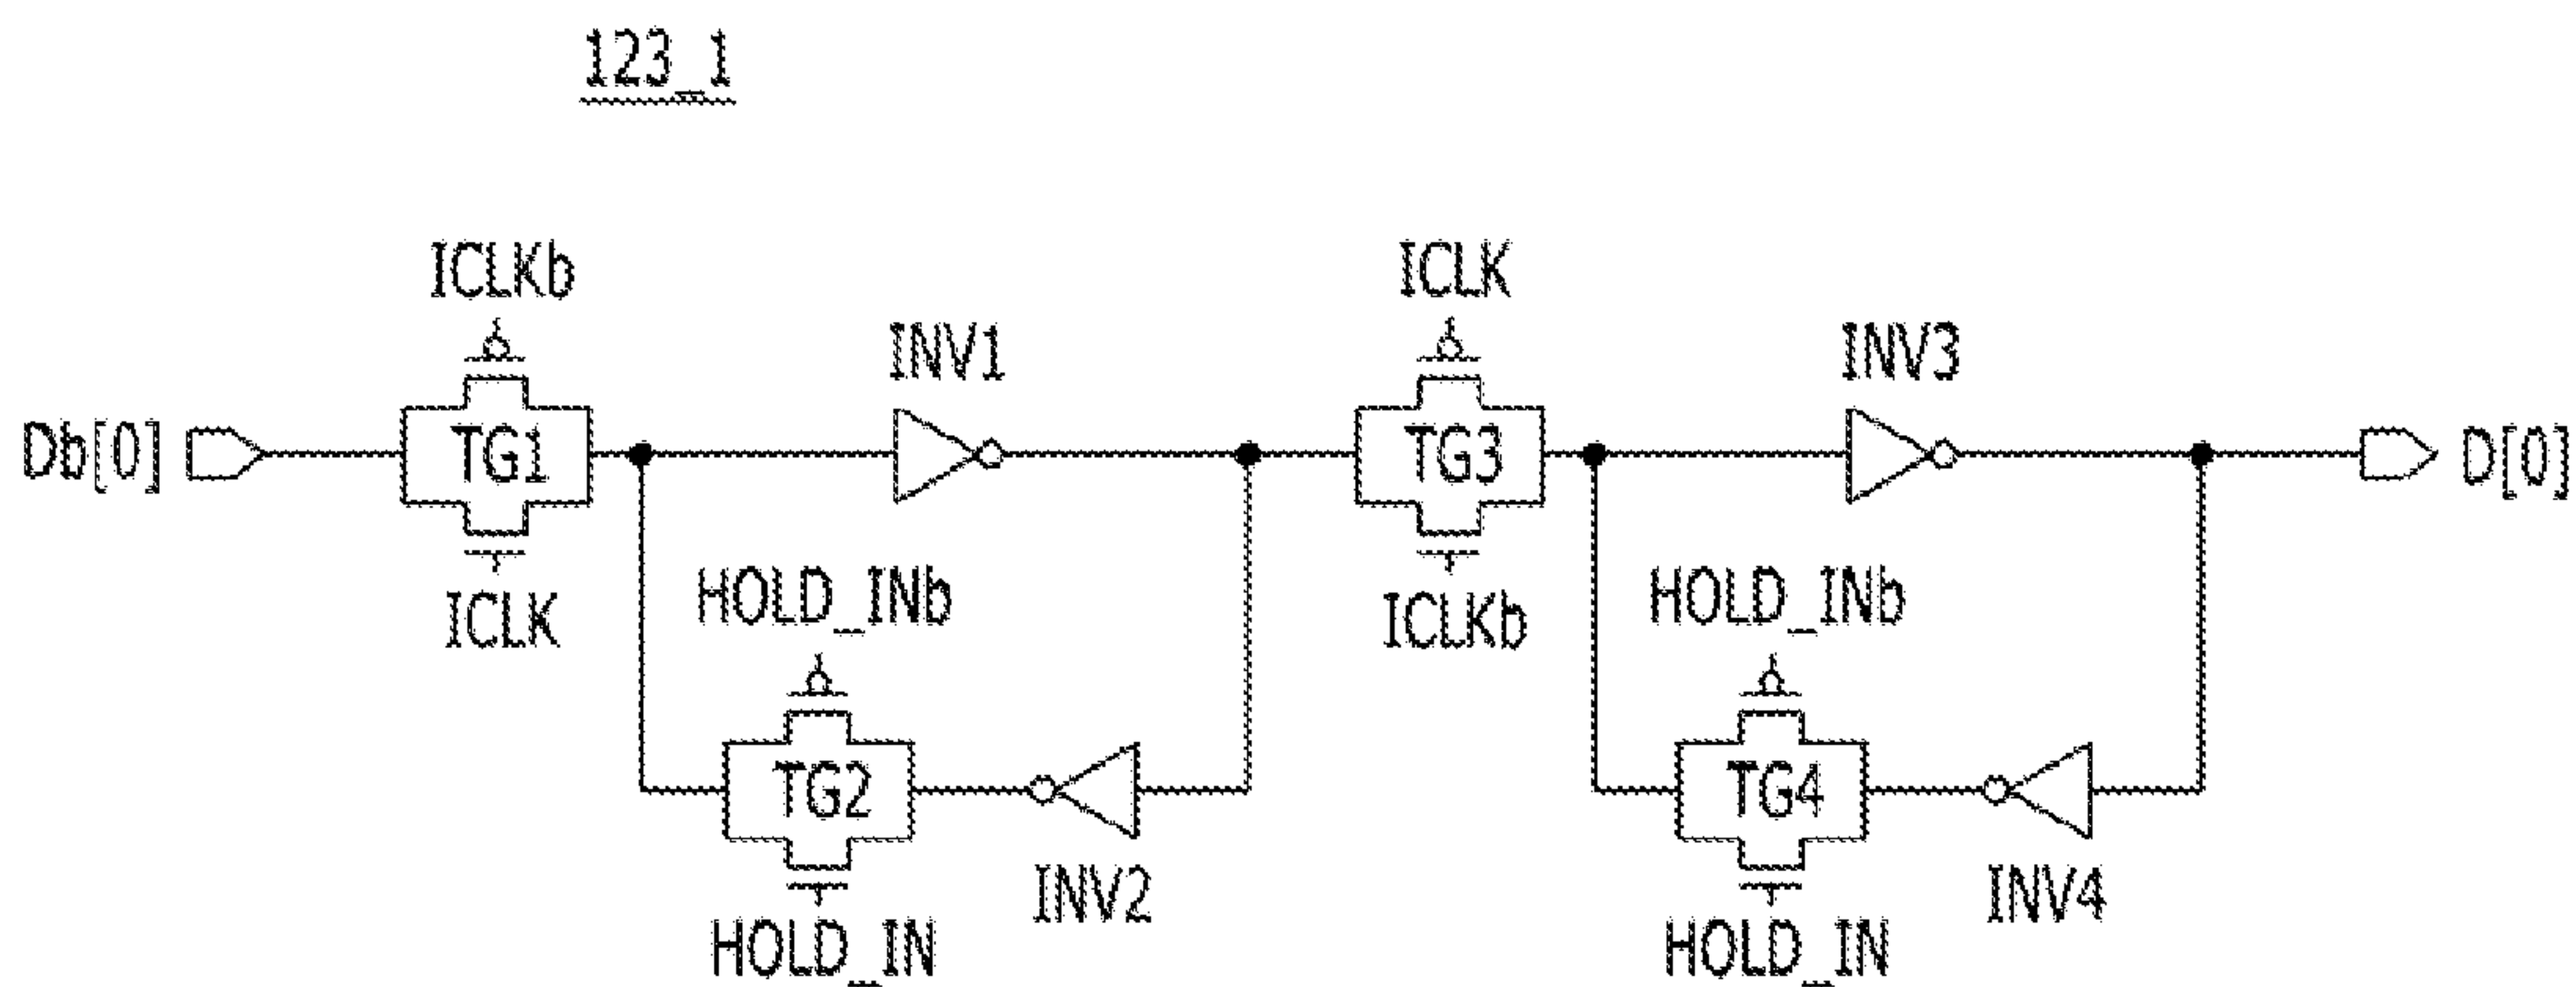 123_1
ICLKb
ICLK
INV1
INV3
Db[0]
TG1
TG3
D[0]
ICLK
HOLD_INb
ICLKb
HOLD_INb
TG2
TG4
INV2
INV4
HOLD_IN
HOLD_IN